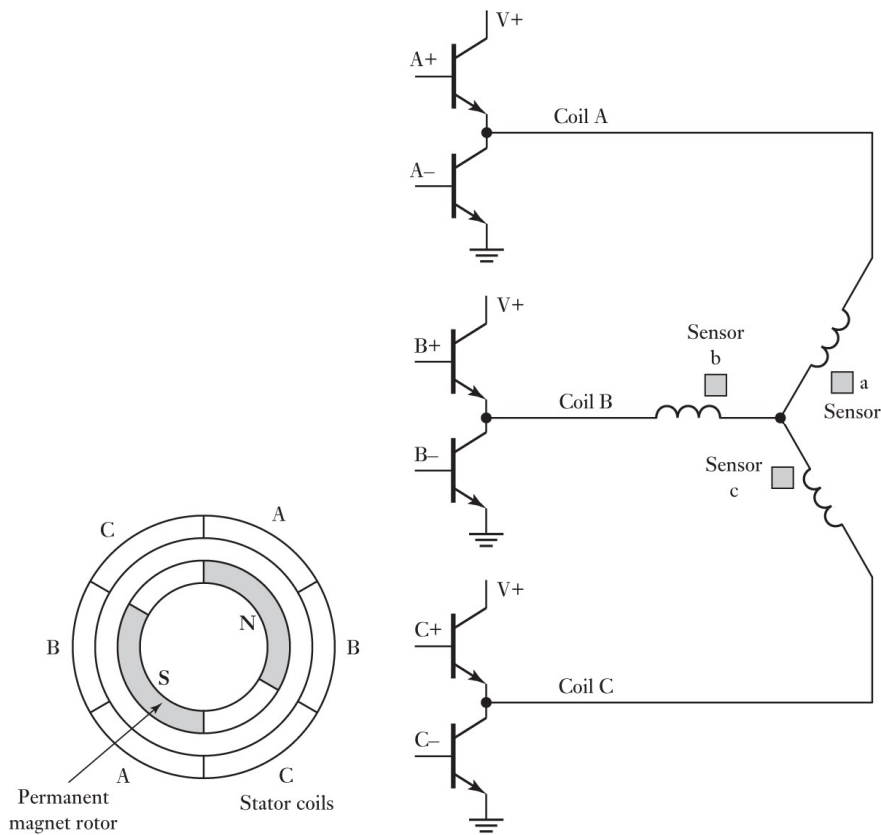 V+
A+
Coil A
A–
V+
Sensor
b
B+
a
Coil B
Sensor
B–
Sensor
c
A
C
V+
N
C+
B
B
S
Coil C
C–
A
C
Stator coils
Permanent
magnet rotor